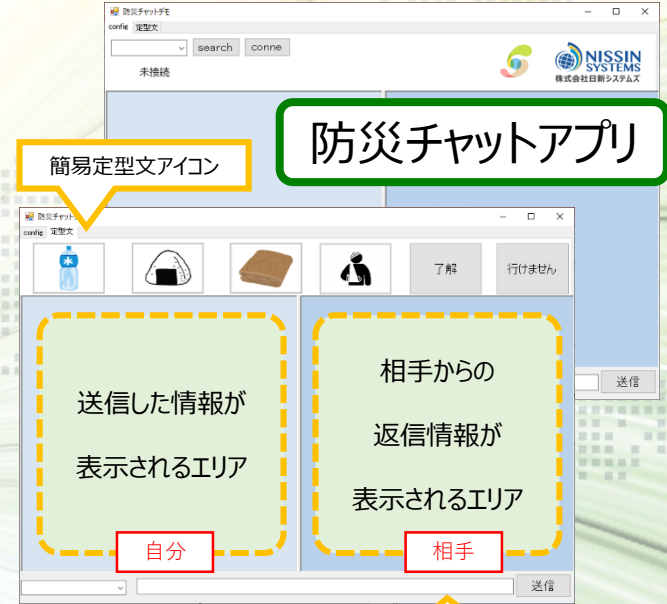 防災チャットデモ
config 定型文
search conne
未接続
NISSIN
SYSTEMS
株式会社日新システムズ
防災チャットアプリ
簡易定型文アイコン
防災チャットデ
config 定型文
水
了解 行けません
送信した情報が
表示されるエリア
自分
相手からの
返信情報が
表示されるエリア
相手
送信
送信